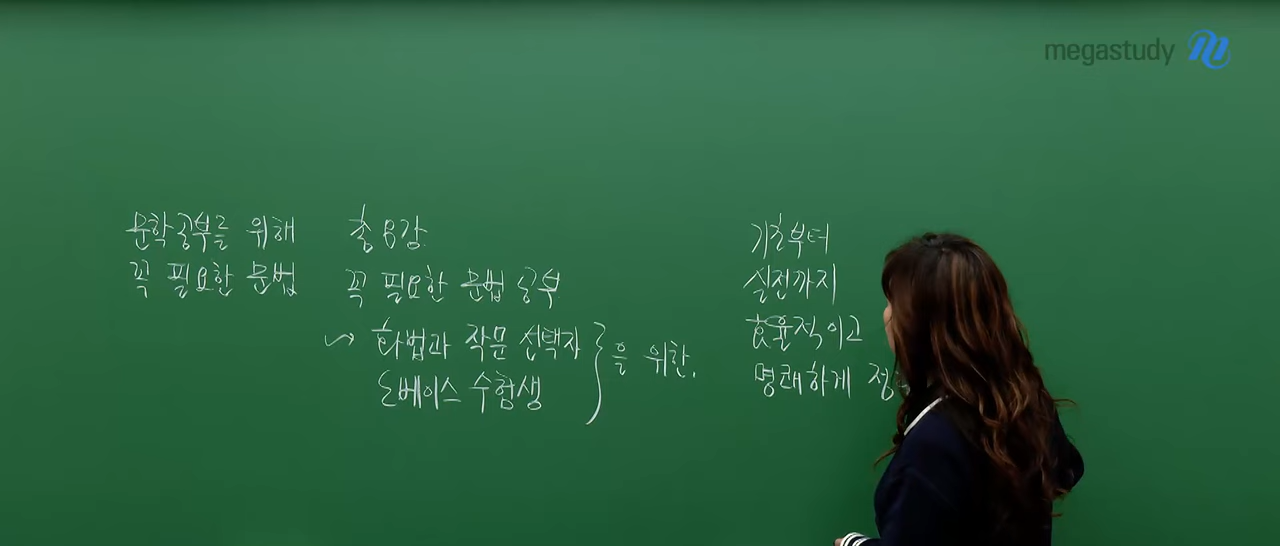 megastudy
문학공부를 위해
꼭 필요한 문법
총 8강
꼭 필요한 문법 공부
화법과 작문 선택자
노베이스 수험생
을 위한.
기초부터
실전까지
효율적이고
명쾌하게 정